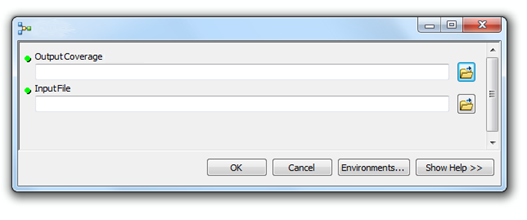 Output Coverage
Input File
OK Cancel Environments... Show Help >>